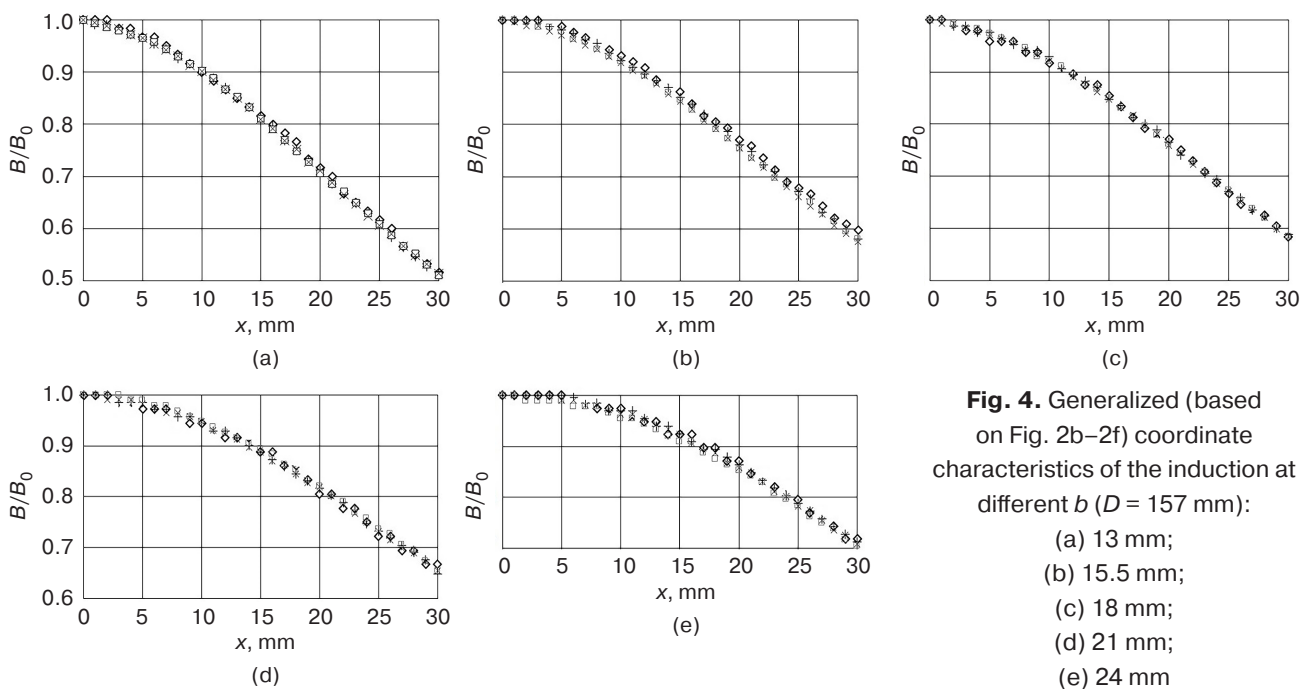 1.0
0.9
0.8
0.7
0.6
0.5
B/B0
0 5 10 15 20 25 30
x, mm
(a)
B/B0
0 5 10 15 20 25 30
x, mm
(b)
B/B0
0 5 10 15 20 25 30
x, mm
(c)
1.0
0.9
0.8
0.7
0.6
B/B0
0 5 10 15 20 25 30
x, mm
(d)
B/B0
0 5 10 15 20 25 30
x, mm
(e)
Fig. 4. Generalized (based
on Fig. 2b–2f) coordinate
characteristics of the induction at
different b (D = 157 mm):
(a) 13 mm;
(b) 15.5 mm;
(c) 18 mm;
(d) 21 mm;
(e) 24 mm